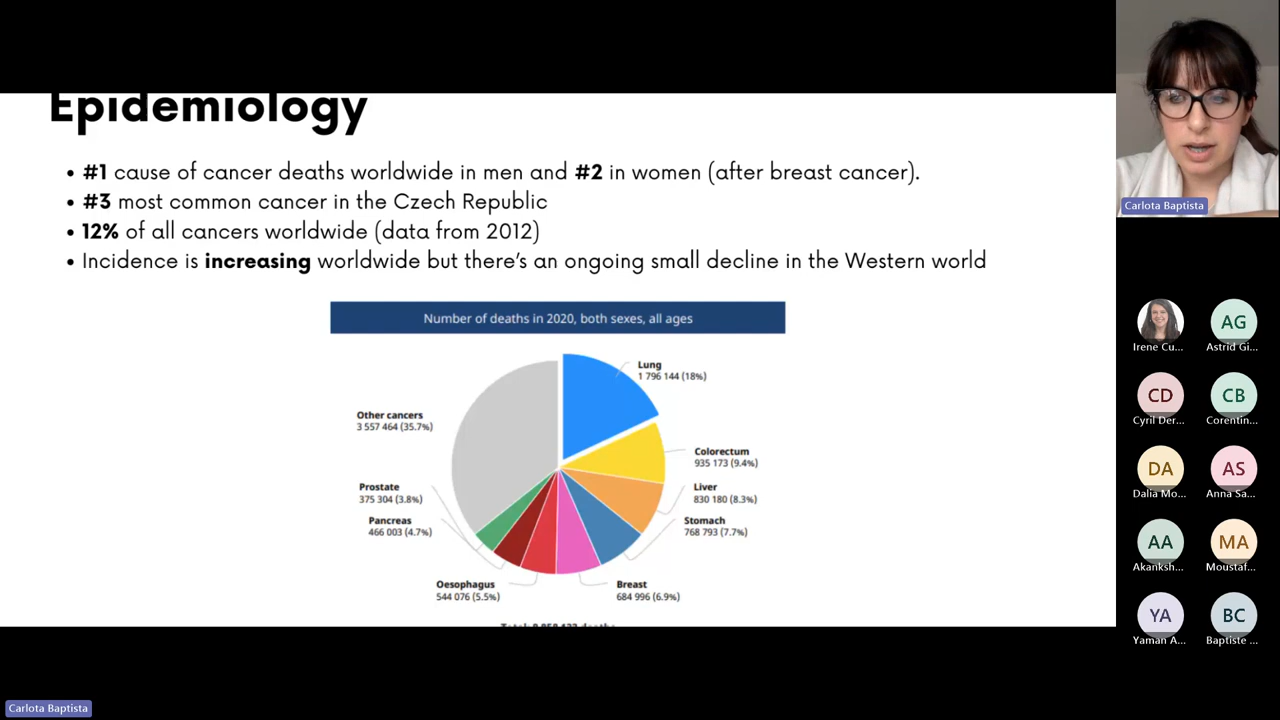 Epidemiology
• #1 cause of cancer deaths worldwide in men and #2 in women (after breast cancer).
• #3 most common cancer in the Czech Republic
• 12% of all cancers worldwide (data from 2012)
• Incidence is increasing worldwide but there's an ongoing small decline in the Western world
Number of deaths in 2020, both sexes, all ages
Lung
1 796 144 (18%)
Other cancers
3 557 464 (35.7%)
Colorectum
935 173 (9.4%)
Prostate
375 304 (3.8%)
Liver
830 180 (8.3%)
Pancreas
466 003 (4.7%)
Stomach
768 793 (7.7%)
Oesophagus
544 076 (5.5%)
Breast
684 996 (6.9%)
Carlota Baptista
Irene Cu...
AG
Astrid Gi...
CD
Cyril Der...
CB
Corentin...
DA
Dalia Mo...
AS
Anna Sa...
AA
Akanksh...
MA
Moustaf...
YA
Yaman A...
BC
Baptiste ...
Carlota Baptista